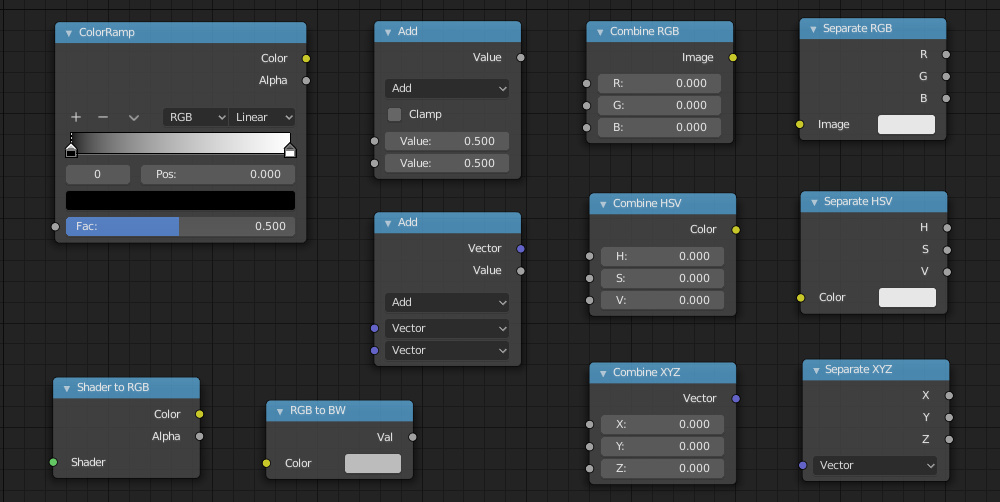 ColorRamp
Color
Alpha
RGB
Linear
0
Pos: 0.000
Fac: 0.500
Add
Value
Add
Clamp
Value: 0.500
Value: 0.500
Combine RGB
Image
R: 0.000
G: 0.000
B: 0.000
Separate RGB
R
G
B
Image
Add
Vector
Value
Add
Vector
Vector
Combine HSV
Color
H: 0.000
S: 0.000
V: 0.000
Separate HSV
H
S
V
Color
Shader to RGB
Color
Alpha
Shader
RGB to BW
Val
Color
Combine XYZ
Vector
X: 0.000
Y: 0.000
Z: 0.000
Separate XYZ
X
Y
Z
Vector